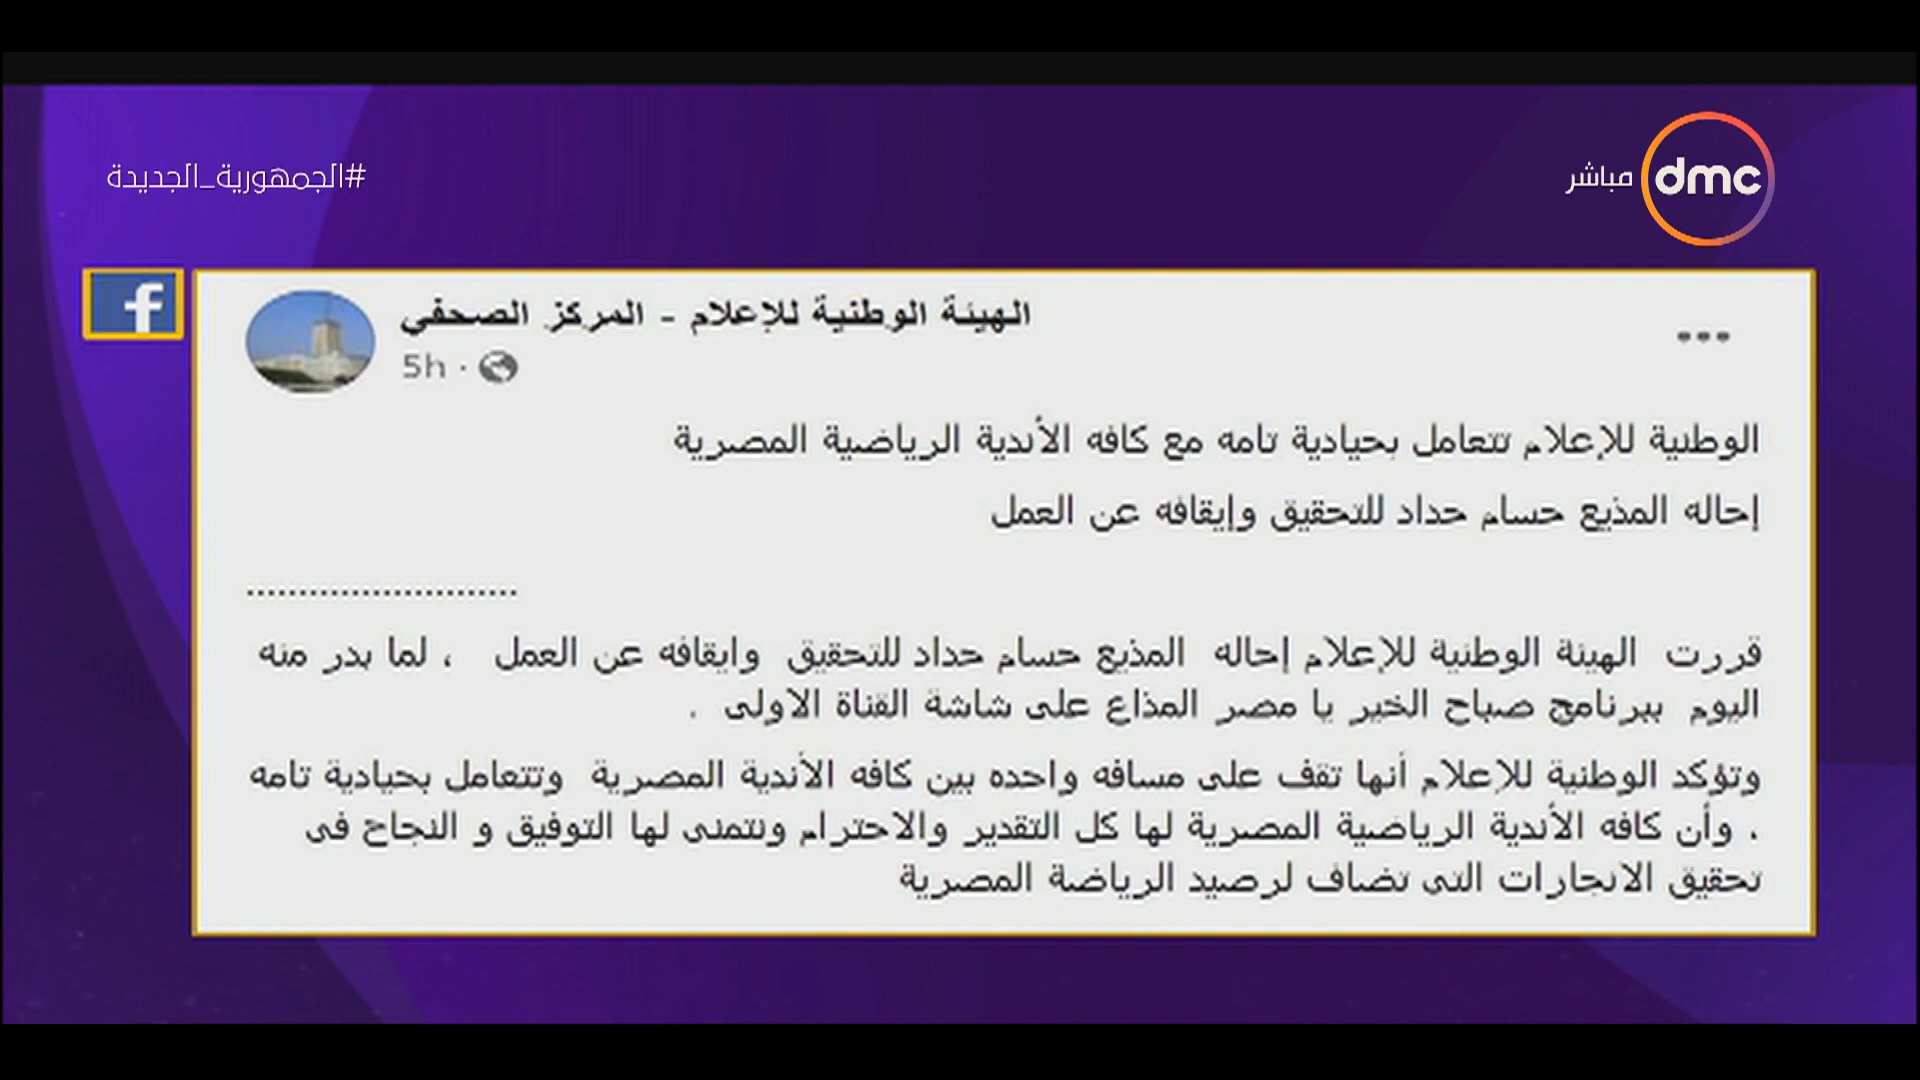 #الجمهورية_الجديدة
مباشر dmc
f
الهيئة الوطنية للإعلام - المركز الصحفي
5h ·
الوطنية للإعلام تتعامل بحيادية تامه مع كافه الأندية الرياضية المصرية
إحاله المذيع حسام حداد للتحقيق وإيقافه عن العمل
..........................
قررت الهيئة الوطنية للإعلام إحاله المذيع حسام حداد للتحقيق وايقافه عن العمل ، لما بدر منه
اليوم ببرنامج صباح الخير يا مصر المذاع على شاشة القناة الاولى .
وتؤكد الوطنية للإعلام أنها تقف على مسافه واحده بين كافه الأندية المصرية وتتعامل بحيادية تامه
، وأن كافه الأندية الرياضية المصرية لها كل التقدير والاحترام ونتمنى لها التوفيق و النجاح فى
تحقيق الانجارات التى تضاف لرصيد الرياضة المصرية